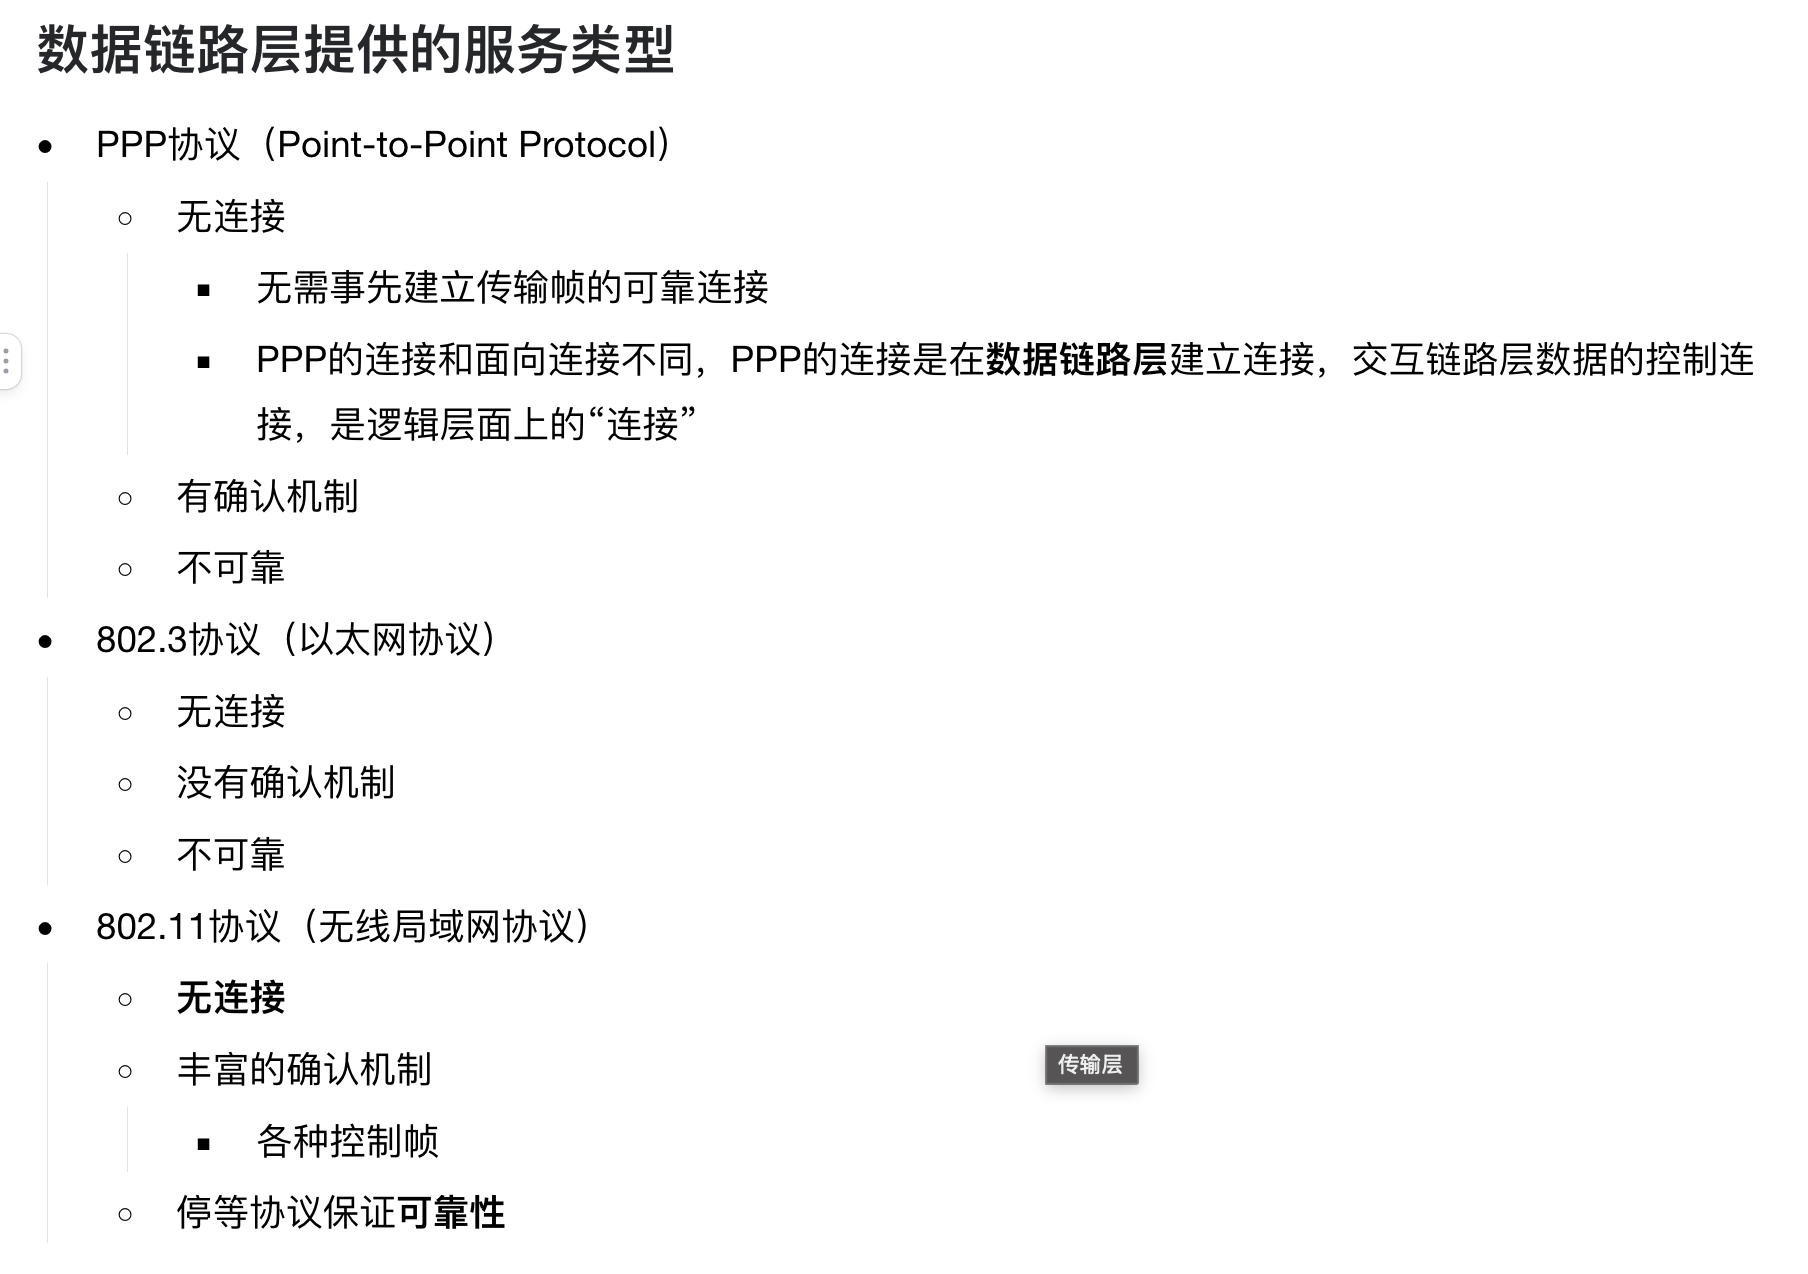 数据链路层提供的服务类型
PPP协议（Point-to-Point Protocol）
无连接
无需事先建立传输帧的可靠连接
PPP的连接和面向连接不同，PPP的连接是在数据链路层建立连接，交互链路层数据的控制连
接，是逻辑层面上的“连接”
有确认机制
不可靠
802.3协议（以太网协议）
无连接
没有确认机制
不可靠
802.11协议（无线局域网协议）
无连接
丰富的确认机制
传输层
各种控制帧
停等协议保证可靠性